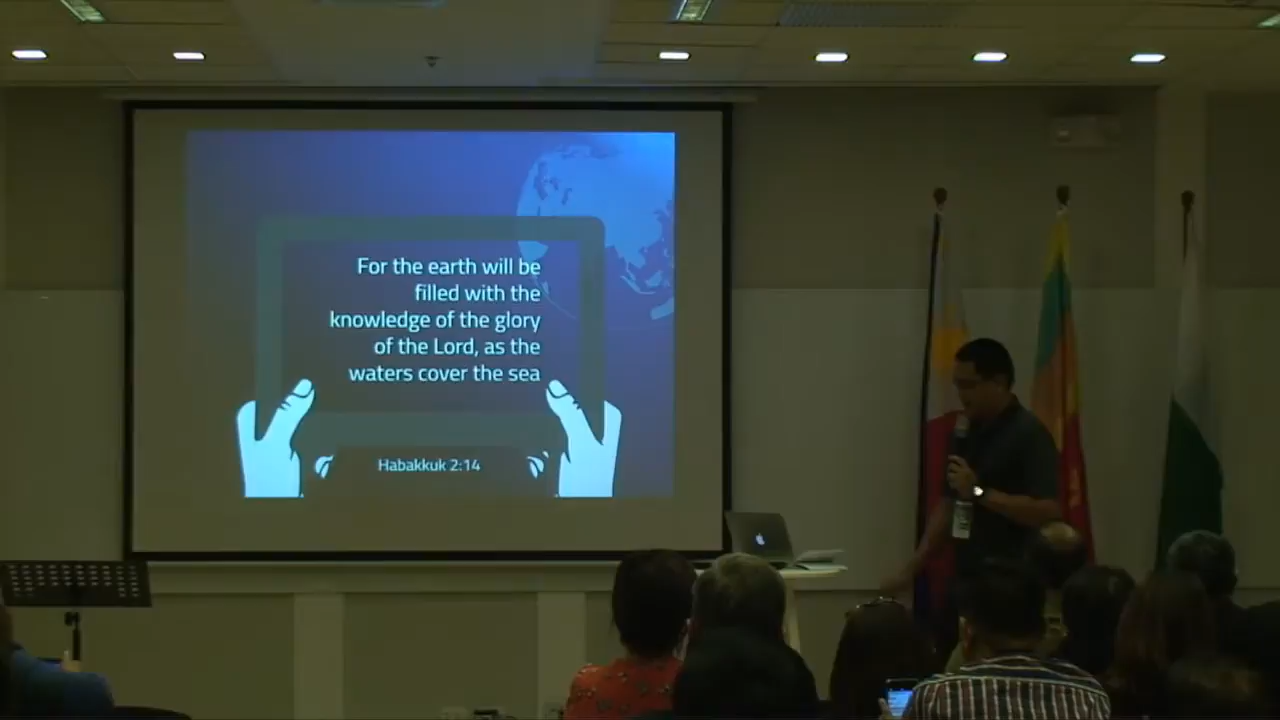 For the earth will be
filled with the
knowledge of the glory
of the Lord, as the
waters cover the sea
Habakkuk 2:14